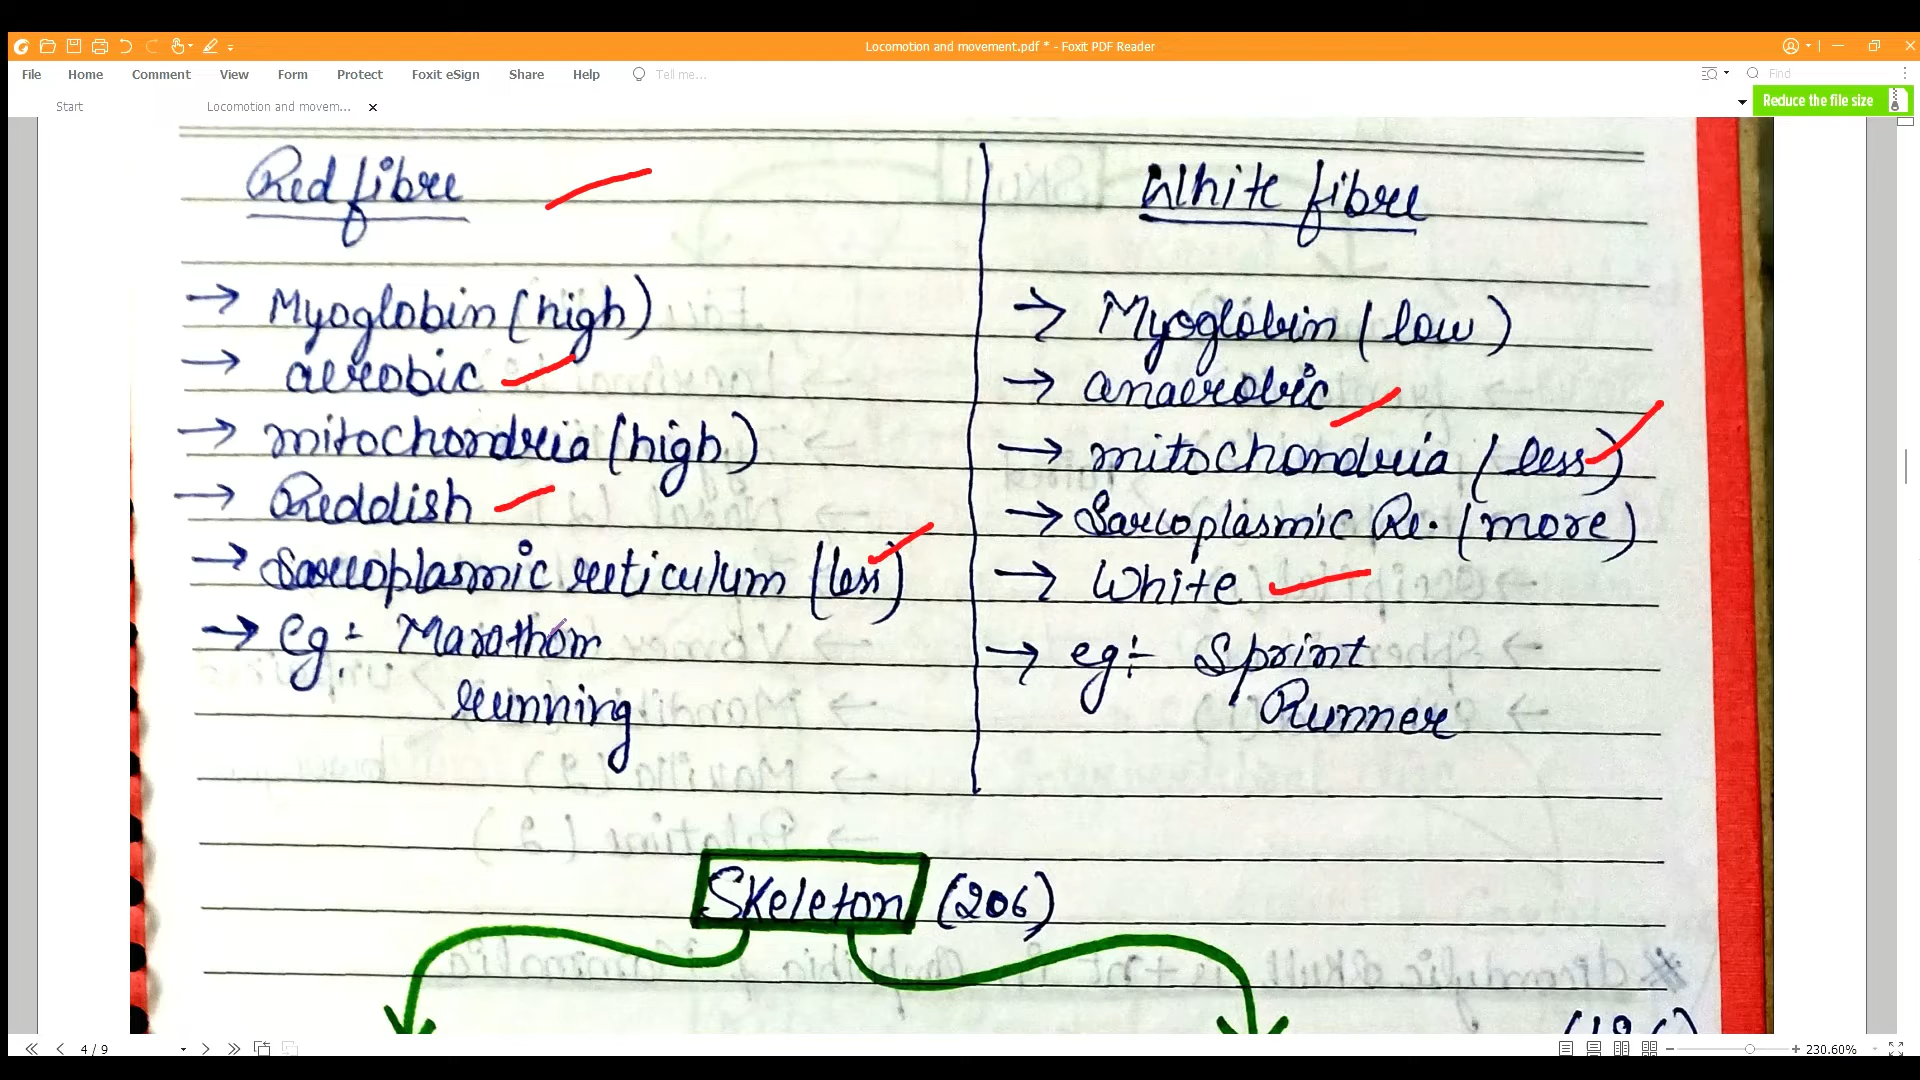 Locomotion and movement.pdf * - Foxit PDF Reader
File Home Comment View Form Protect Foxit eSign Share Help Tell me... Find
Start Locomotion and movem... Reduce the file size
Red fibre
→ Myoglobin (high)
→ aerobic
→ mitochondria (high)
→ Reddish
→ Sarcoplasmic reticulum (less)
→ eg:- Marathon
running
White fibre
→ Myoglobin (low)
→ anaerobic
→ mitochondria (less)
→ Sarcoplasmic Re. (more)
→ White
→ eg:- Sprint
Runner
Skeleton (206)
4 / 9 230.60%